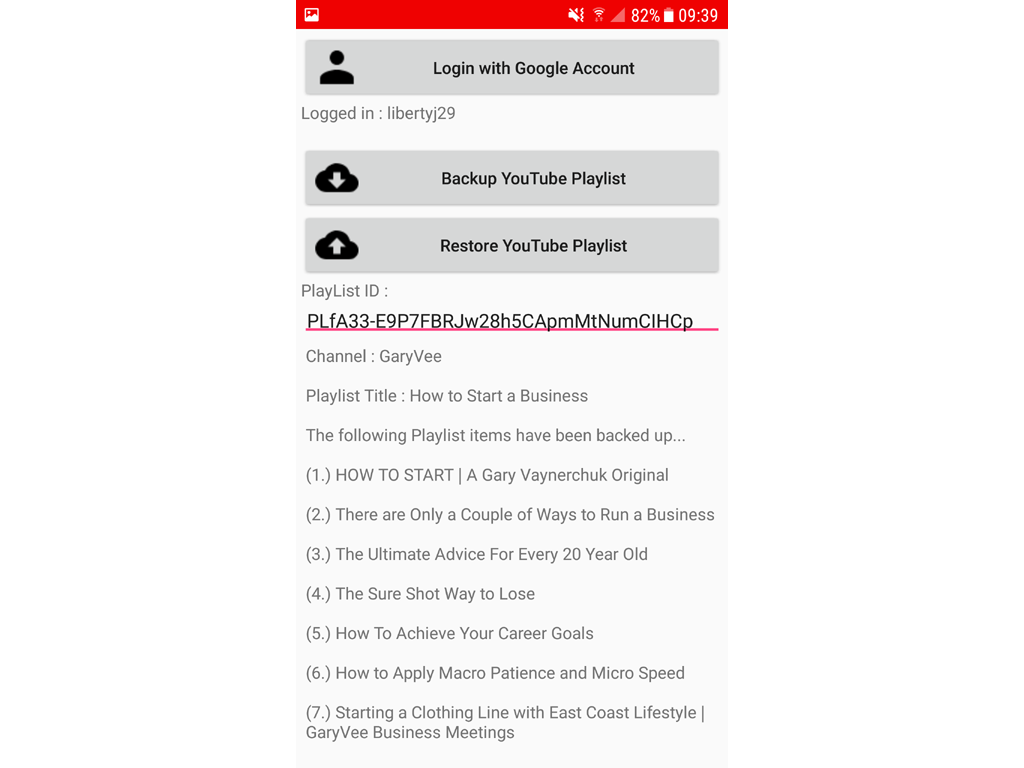 82% 09:39
Login with Google Account
Logged in : libertyj29
Backup YouTube Playlist
Restore YouTube Playlist
PlayList ID :
PLfA33-E9P7FBRJw28h5CApmMtNumCIHCp
Channel : GaryVee
Playlist Title : How to Start a Business
The following Playlist items have been backed up...
(1.) HOW TO START | A Gary Vaynerchuk Original
(2.) There are Only a Couple of Ways to Run a Business
(3.) The Ultimate Advice For Every 20 Year Old
(4.) The Sure Shot Way to Lose
(5.) How To Achieve Your Career Goals
(6.) How to Apply Macro Patience and Micro Speed
(7.) Starting a Clothing Line with East Coast Lifestyle |
GaryVee Business Meetings